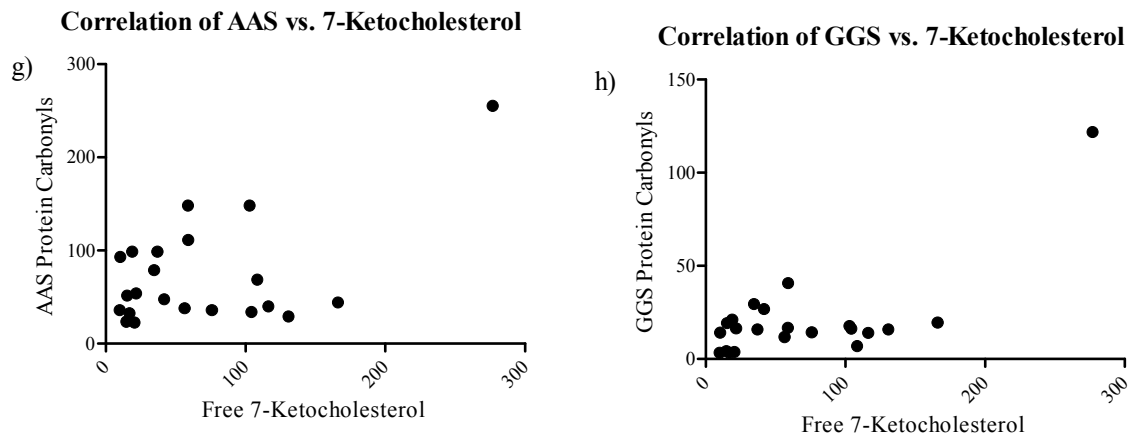 Correlation of AAS vs. 7-Ketocholesterol
g)
AAS Protein Carbonyls
300
200
100
0
0
100
200
300
Free 7-Ketocholesterol
Correlation of GGS vs. 7-Ketocholesterol
h)
GGS Protein Carbonyls
150
100
50
0
0
100
200
300
Free 7-Ketocholesterol